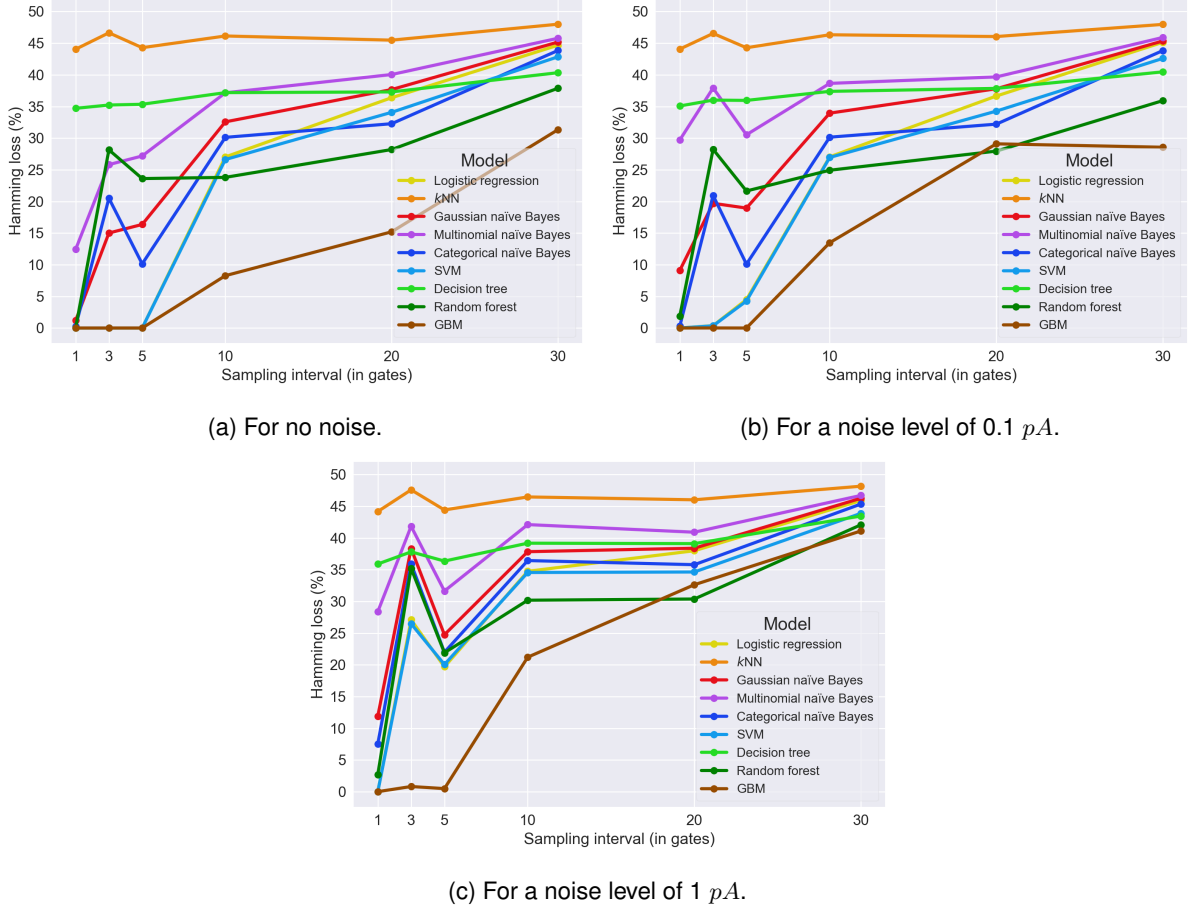 50
45
40
35
30
25
20
15
10
5
0
Hamming loss (%)
Model
Logistic regression
kNN
Gaussian naïve Bayes
Multinomial naïve Bayes
Categorical naïve Bayes
SVM
Decision tree
Random forest
GBM
1 3 5 10 20 30
Sampling interval (in gates)
(a) For no noise.
50
45
40
35
30
25
20
15
10
5
0
Hamming loss (%)
Model
Logistic regression
kNN
Gaussian naïve Bayes
Multinomial naïve Bayes
Categorical naïve Bayes
SVM
Decision tree
Random forest
GBM
1 3 5 10 20 30
Sampling interval (in gates)
(b) For a noise level of 0.1 pA.
50
45
40
35
30
25
20
15
10
5
0
Hamming loss (%)
Model
Logistic regression
kNN
Gaussian naïve Bayes
Multinomial naïve Bayes
Categorical naïve Bayes
SVM
Decision tree
Random forest
GBM
1 3 5 10 20 30
Sampling interval (in gates)
(c) For a noise level of 1 pA.